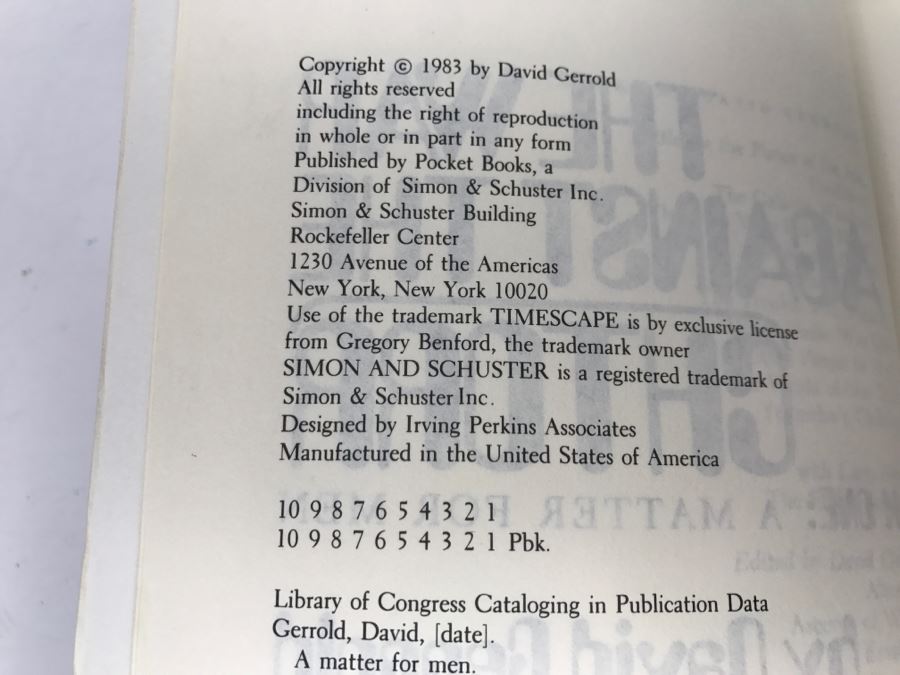 Copyright © 1983 by David Gerrold
All rights reserved
including the right of reproduction
in whole or in part in any form
Published by Pocket Books, a
Division of Simon & Schuster Inc.
Simon & Schuster Building
Rockefeller Center
1230 Avenue of the Americas
New York, New York 10020
Use of the trademark TIMESCAPE is by exclusive license
from Gregory Benford, the trademark owner
SIMON AND SCHUSTER is a registered trademark of
Simon & Schuster Inc.
Designed by Irving Perkins Associates
Manufactured in the United States of America
10 9 8 7 6 5 4 3 2 1
10 9 8 7 6 5 4 3 2 1 Pbk.
Library of Congress Cataloging in Publication Data
Gerrold, David, [date].
A matter for men.